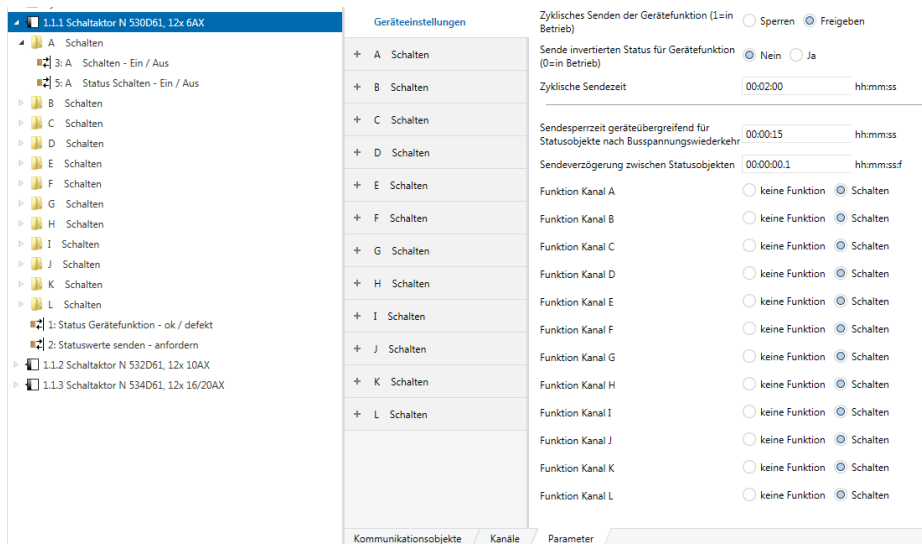 1.1.1 Schaltaktor N 530D61, 12x 6AX
A Schalten
3: A Schalten - Ein / Aus
5: A Status Schalten - Ein / Aus
B Schalten
C Schalten
D Schalten
E Schalten
F Schalten
G Schalten
H Schalten
I Schalten
J Schalten
K Schalten
L Schalten
1: Status Gerätefunktion - ok / defekt
2: Statuswerte senden - anfordern
1.1.2 Schaltaktor N 532D61, 12x 10AX
1.1.3 Schaltaktor N 534D61, 12x 16/20AX
Geräteeinstellungen
+ A Schalten
+ B Schalten
+ C Schalten
+ D Schalten
+ E Schalten
+ F Schalten
+ G Schalten
+ H Schalten
+ I Schalten
+ J Schalten
+ K Schalten
+ L Schalten
Zyklisches Senden der Gerätefunktion (1=in
Betrieb) Sperren Freigeben
Sende invertierten Status für Gerätefunktion
(0=in Betrieb) Nein Ja
Zyklische Sendezeit 00:02:00 hh:mm:ss
Sendesperrzeit geräteübergreifend für
Statusobjekte nach Busspannungswiederkehr 00:00:15 hh:mm:ss
Sendeverzögerung zwischen Statusobjekten 00:00:00.1 hh:mm:ss:f
Funktion Kanal A keine Funktion Schalten
Funktion Kanal B keine Funktion Schalten
Funktion Kanal C keine Funktion Schalten
Funktion Kanal D keine Funktion Schalten
Funktion Kanal E keine Funktion Schalten
Funktion Kanal F keine Funktion Schalten
Funktion Kanal G keine Funktion Schalten
Funktion Kanal H keine Funktion Schalten
Funktion Kanal I keine Funktion Schalten
Funktion Kanal J keine Funktion Schalten
Funktion Kanal K keine Funktion Schalten
Funktion Kanal L keine Funktion Schalten
Kommunikationsobjekte / Kanäle / Parameter